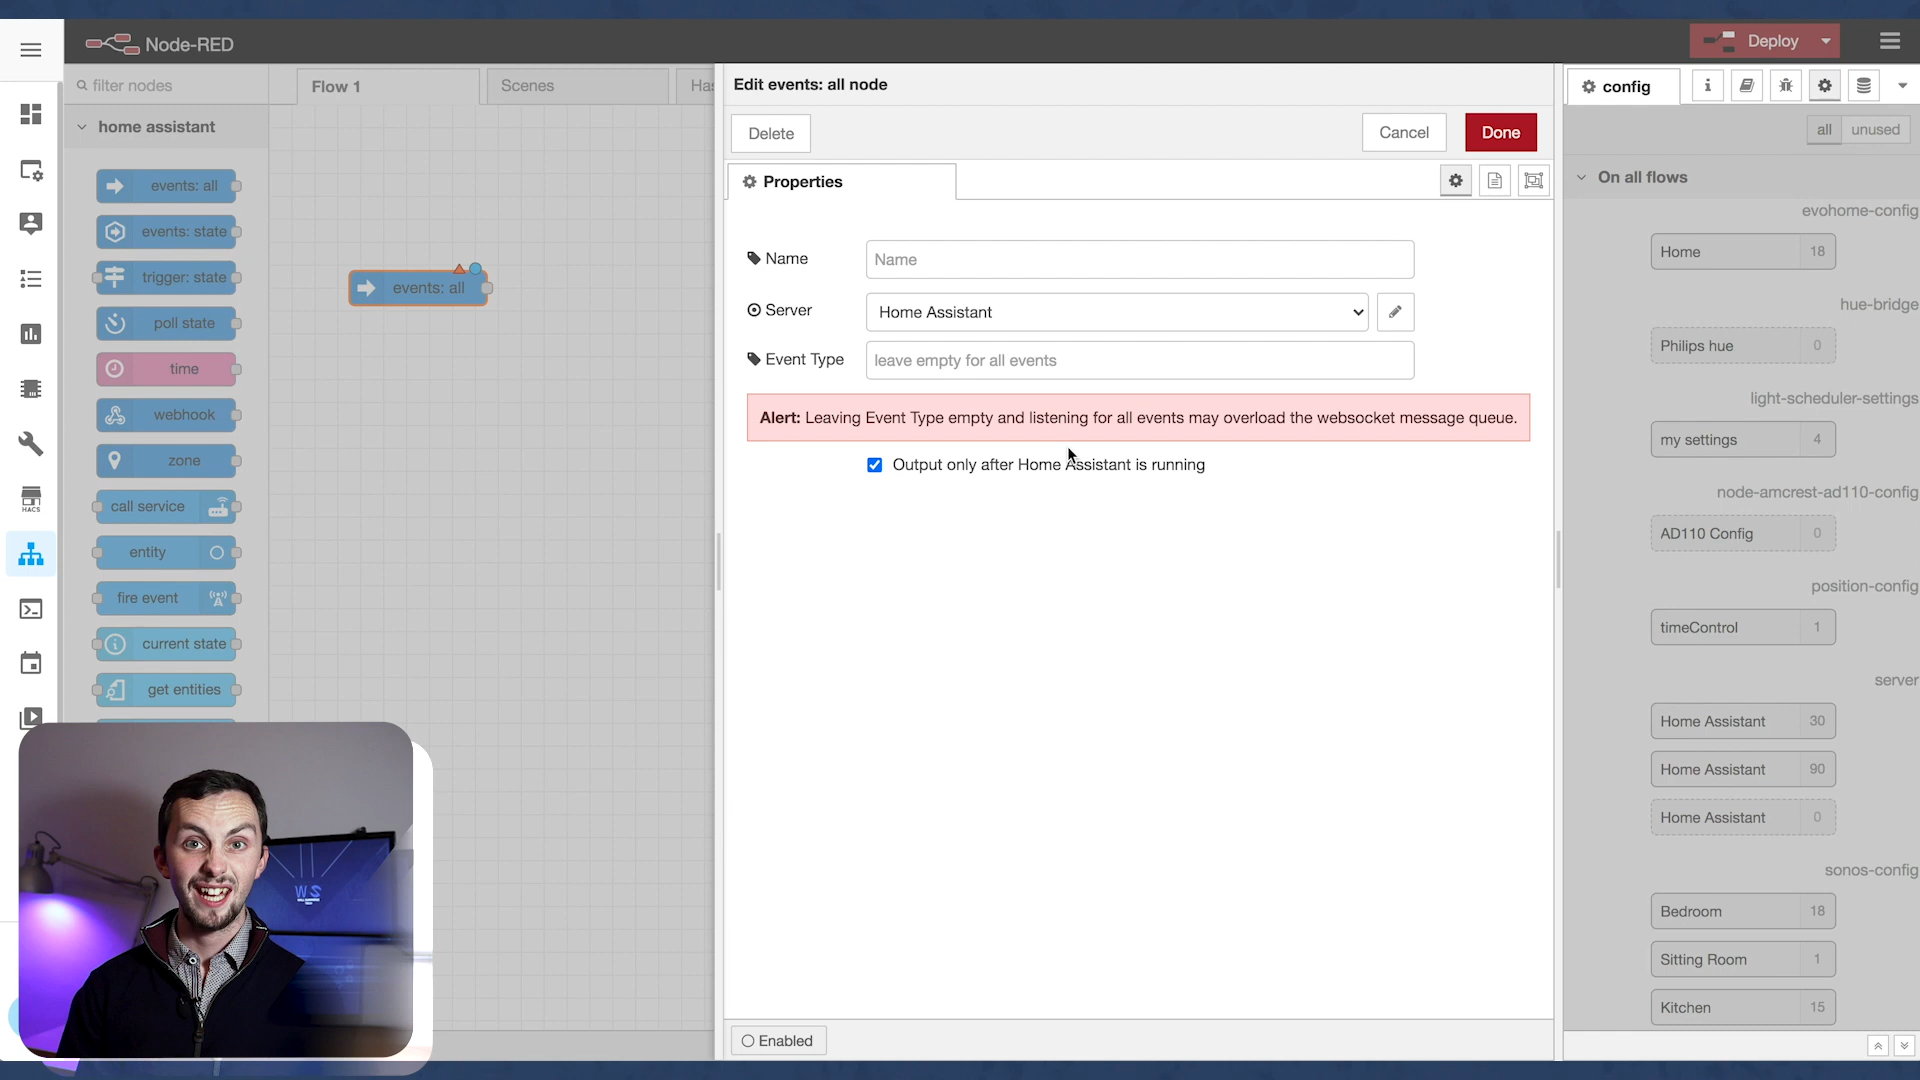 Node-RED
Deploy
filter nodes
Flow 1
Scenes
Has
Edit events: all node
config
Delete
Cancel
Done
all
unused
home assistant
Properties
On all flows
events: all
events: state
trigger: state
poll state
time
webhook
zone
call service
entity
fire event
current state
get entities
HACS
events: all
Name
Name
Server
Home Assistant
Event Type
leave empty for all events
Alert: Leaving Event Type empty and listening for all events may overload the websocket message queue.
Output only after Home Assistant is running
Enabled
evohome-config
Home 18
hue-bridge
Philips hue 0
light-scheduler-settings
my settings 4
node-amcrest-ad110-config
AD110 Config 0
position-config
timeControl 1
server
Home Assistant 30
Home Assistant 90
Home Assistant 0
sonos-config
Bedroom 18
Sitting Room 1
Kitchen 15
WS